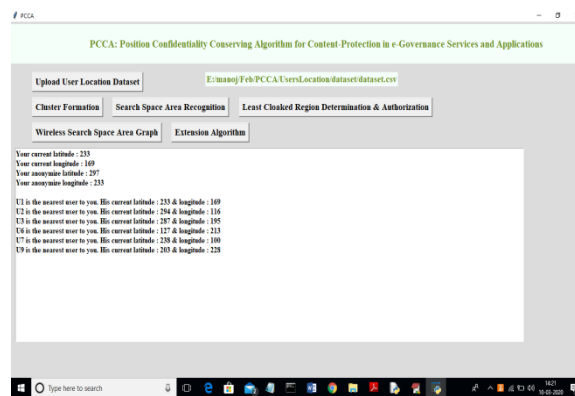 PCCA
PCCA: Position Confidentiality Conserving Algorithm for Content-Protection in e-Governance Services and Applications
Upload User Location Dataset
E:/manoj/Feb/PCCA/UsersLocation/dataset/dataset.csv
Cluster Formation Search Space Area Recognition Least Cloaked Region Determination & Authorization
Wireless Search Space Area Graph Extension Algorithm
Your current latitude : 233
Your current longitude : 169
Your anonymize latitude : 297
Your anonymize longitude : 233
U1 is the nearest user to you. His current latitude : 233 & longitude : 169
U2 is the nearest user to you. His current latitude : 294 & longitude : 116
U3 is the nearest user to you. His current latitude : 287 & longitude : 195
U6 is the nearest user to you. His current latitude : 127 & longitude : 213
U7 is the nearest user to you. His current latitude : 238 & longitude : 100
U9 is the nearest user to you. His current latitude : 203 & longitude : 228
Type here to search
1421
18-03-2020